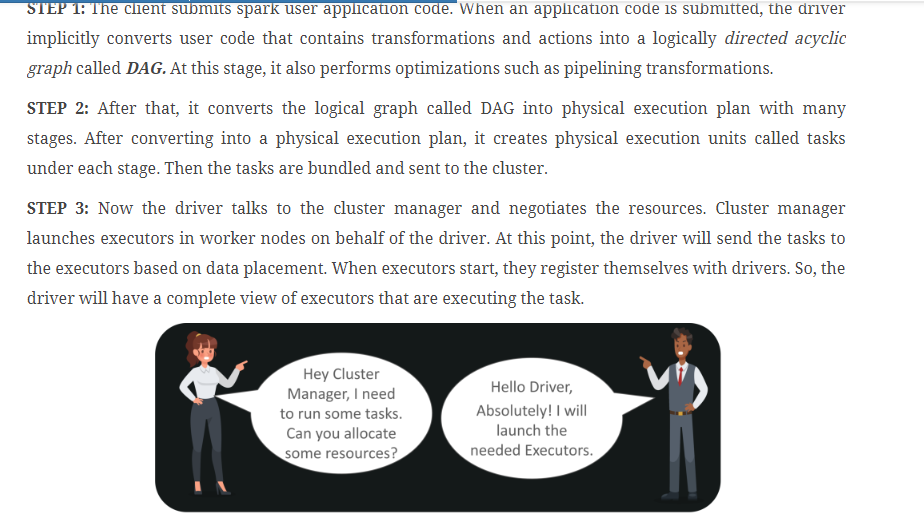 STEP 1: The client submits spark user application code. When an application code is submitted, the driver
implicitly converts user code that contains transformations and actions into a logically directed acyclic
graph called DAG. At this stage, it also performs optimizations such as pipelining transformations.
STEP 2: After that, it converts the logical graph called DAG into physical execution plan with many
stages. After converting into a physical execution plan, it creates physical execution units called tasks
under each stage. Then the tasks are bundled and sent to the cluster.
STEP 3: Now the driver talks to the cluster manager and negotiates the resources. Cluster manager
launches executors in worker nodes on behalf of the driver. At this point, the driver will send the tasks to
the executors based on data placement. When executors start, they register themselves with drivers. So, the
driver will have a complete view of executors that are executing the task.
Hey Cluster
Manager, I need
to run some tasks.
Can you allocate
some resources?
Hello Driver,
Absolutely! I will
launch the
needed Executors.